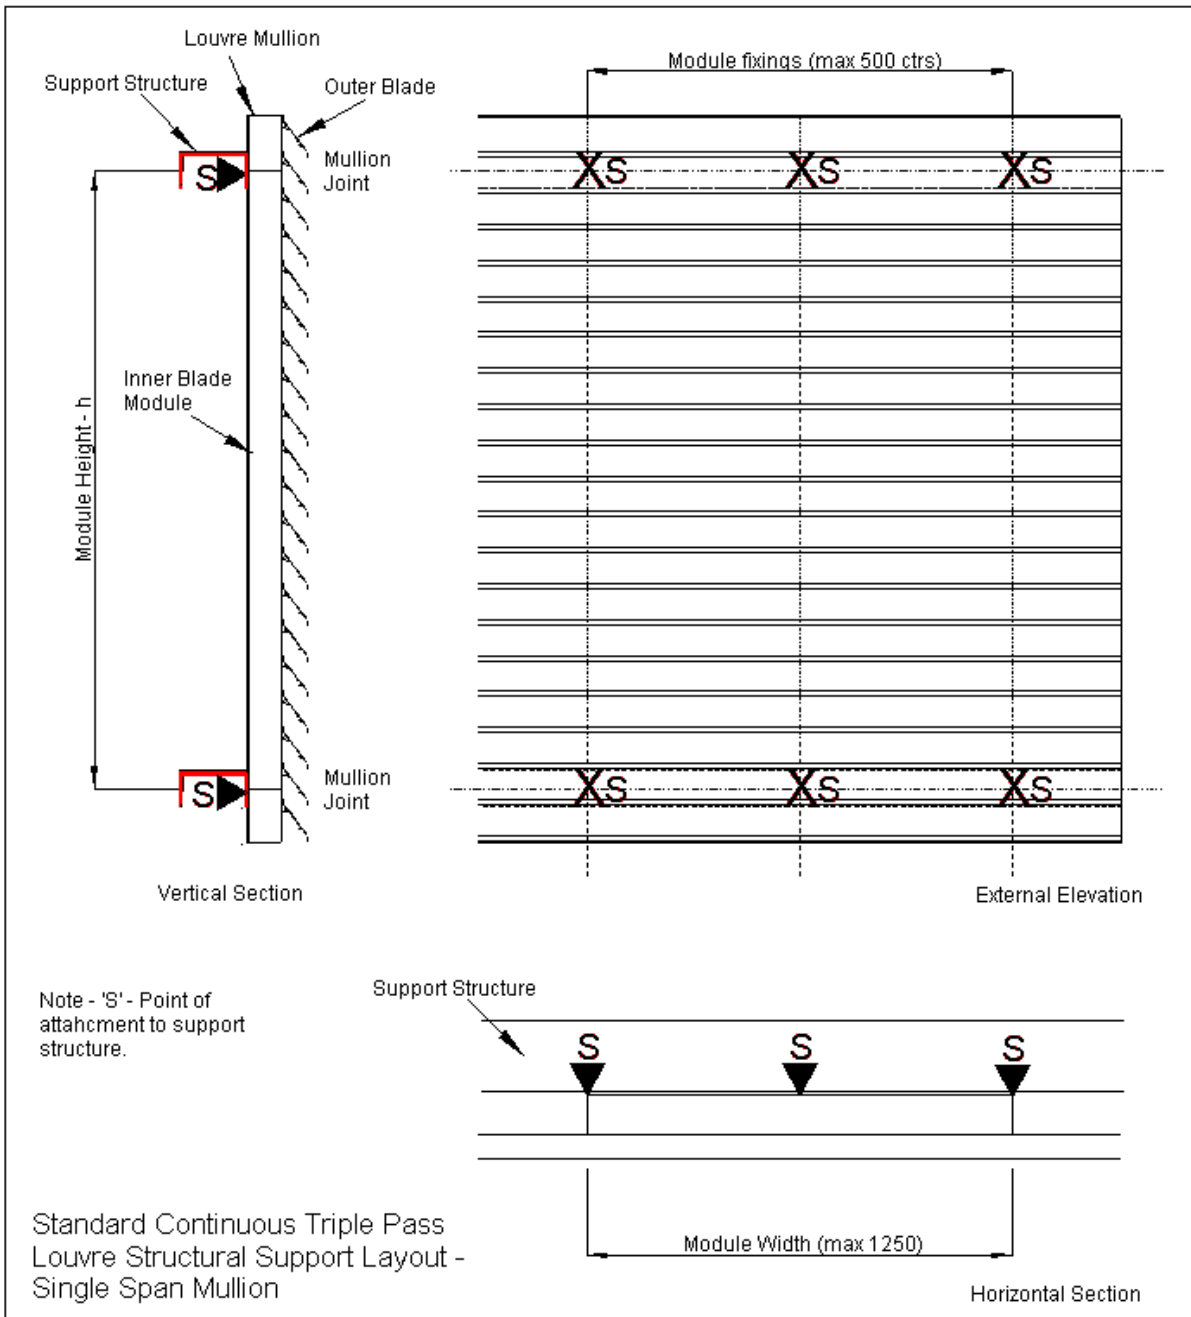 Louvre Mullion
Support Structure
Outer Blade
Module fixings (max 500 ctrs)
Mullion
Joint
S
XS XS XS
Inner Blade
Module
Module Height - h
Mullion
Joint
S
XS XS XS
Vertical Section
External Elevation
Note - 'S' - Point of
attahcment to support
structure.
Support Structure
S S S
Module Width (max 1250)
Standard Continuous Triple Pass
Louvre Structural Support Layout -
Single Span Mullion
Horizontal Section